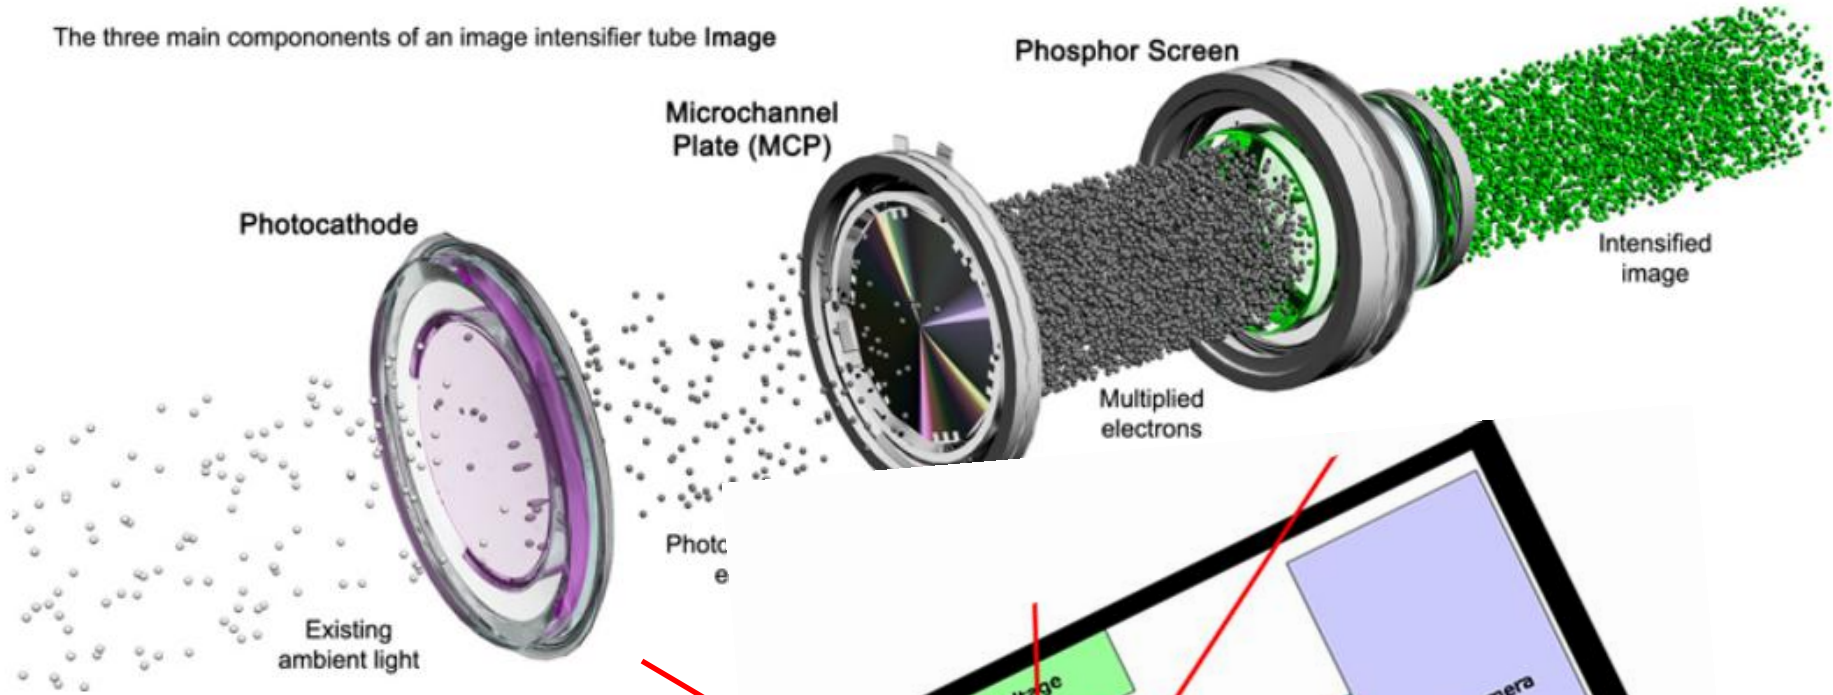 The three main compononents of an image intensifier tube Image
Phosphor Screen
Microchannel
Plate (MCP)
Photocathode
Intensified
image
Multiplied
electrons
Existing
ambient light